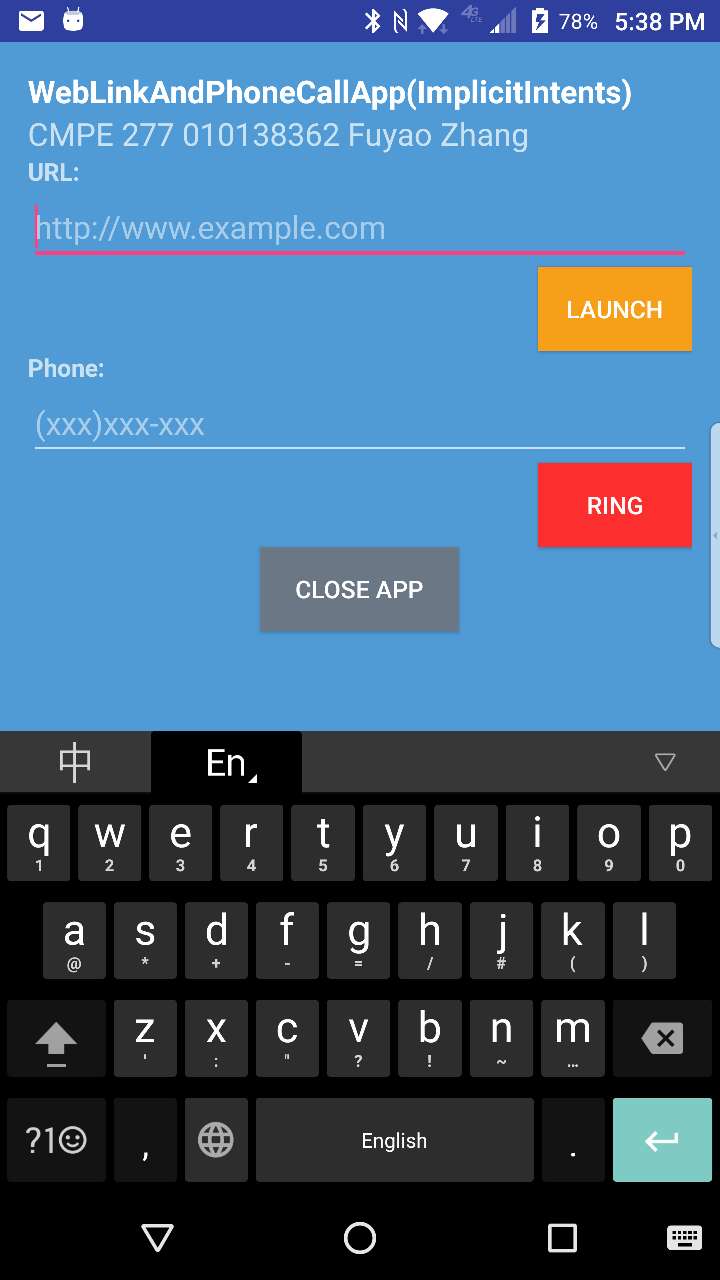 4G LTE 78% 5:38 PM
WebLinkAndPhoneCallApp(ImplicitIntents)
CMPE 277 010138362 Fuyao Zhang
URL:
http://www.example.com
LAUNCH
Phone:
(xxx)xxx-xxx
RING
CLOSE APP
中 En
q w e r t y u i o p
1 2 3 4 5 6 7 8 9 0
a s d f g h j k l
@ * + - = / # ( )
z x c v b n m
' : " ? ! ~ …
?1 , English .